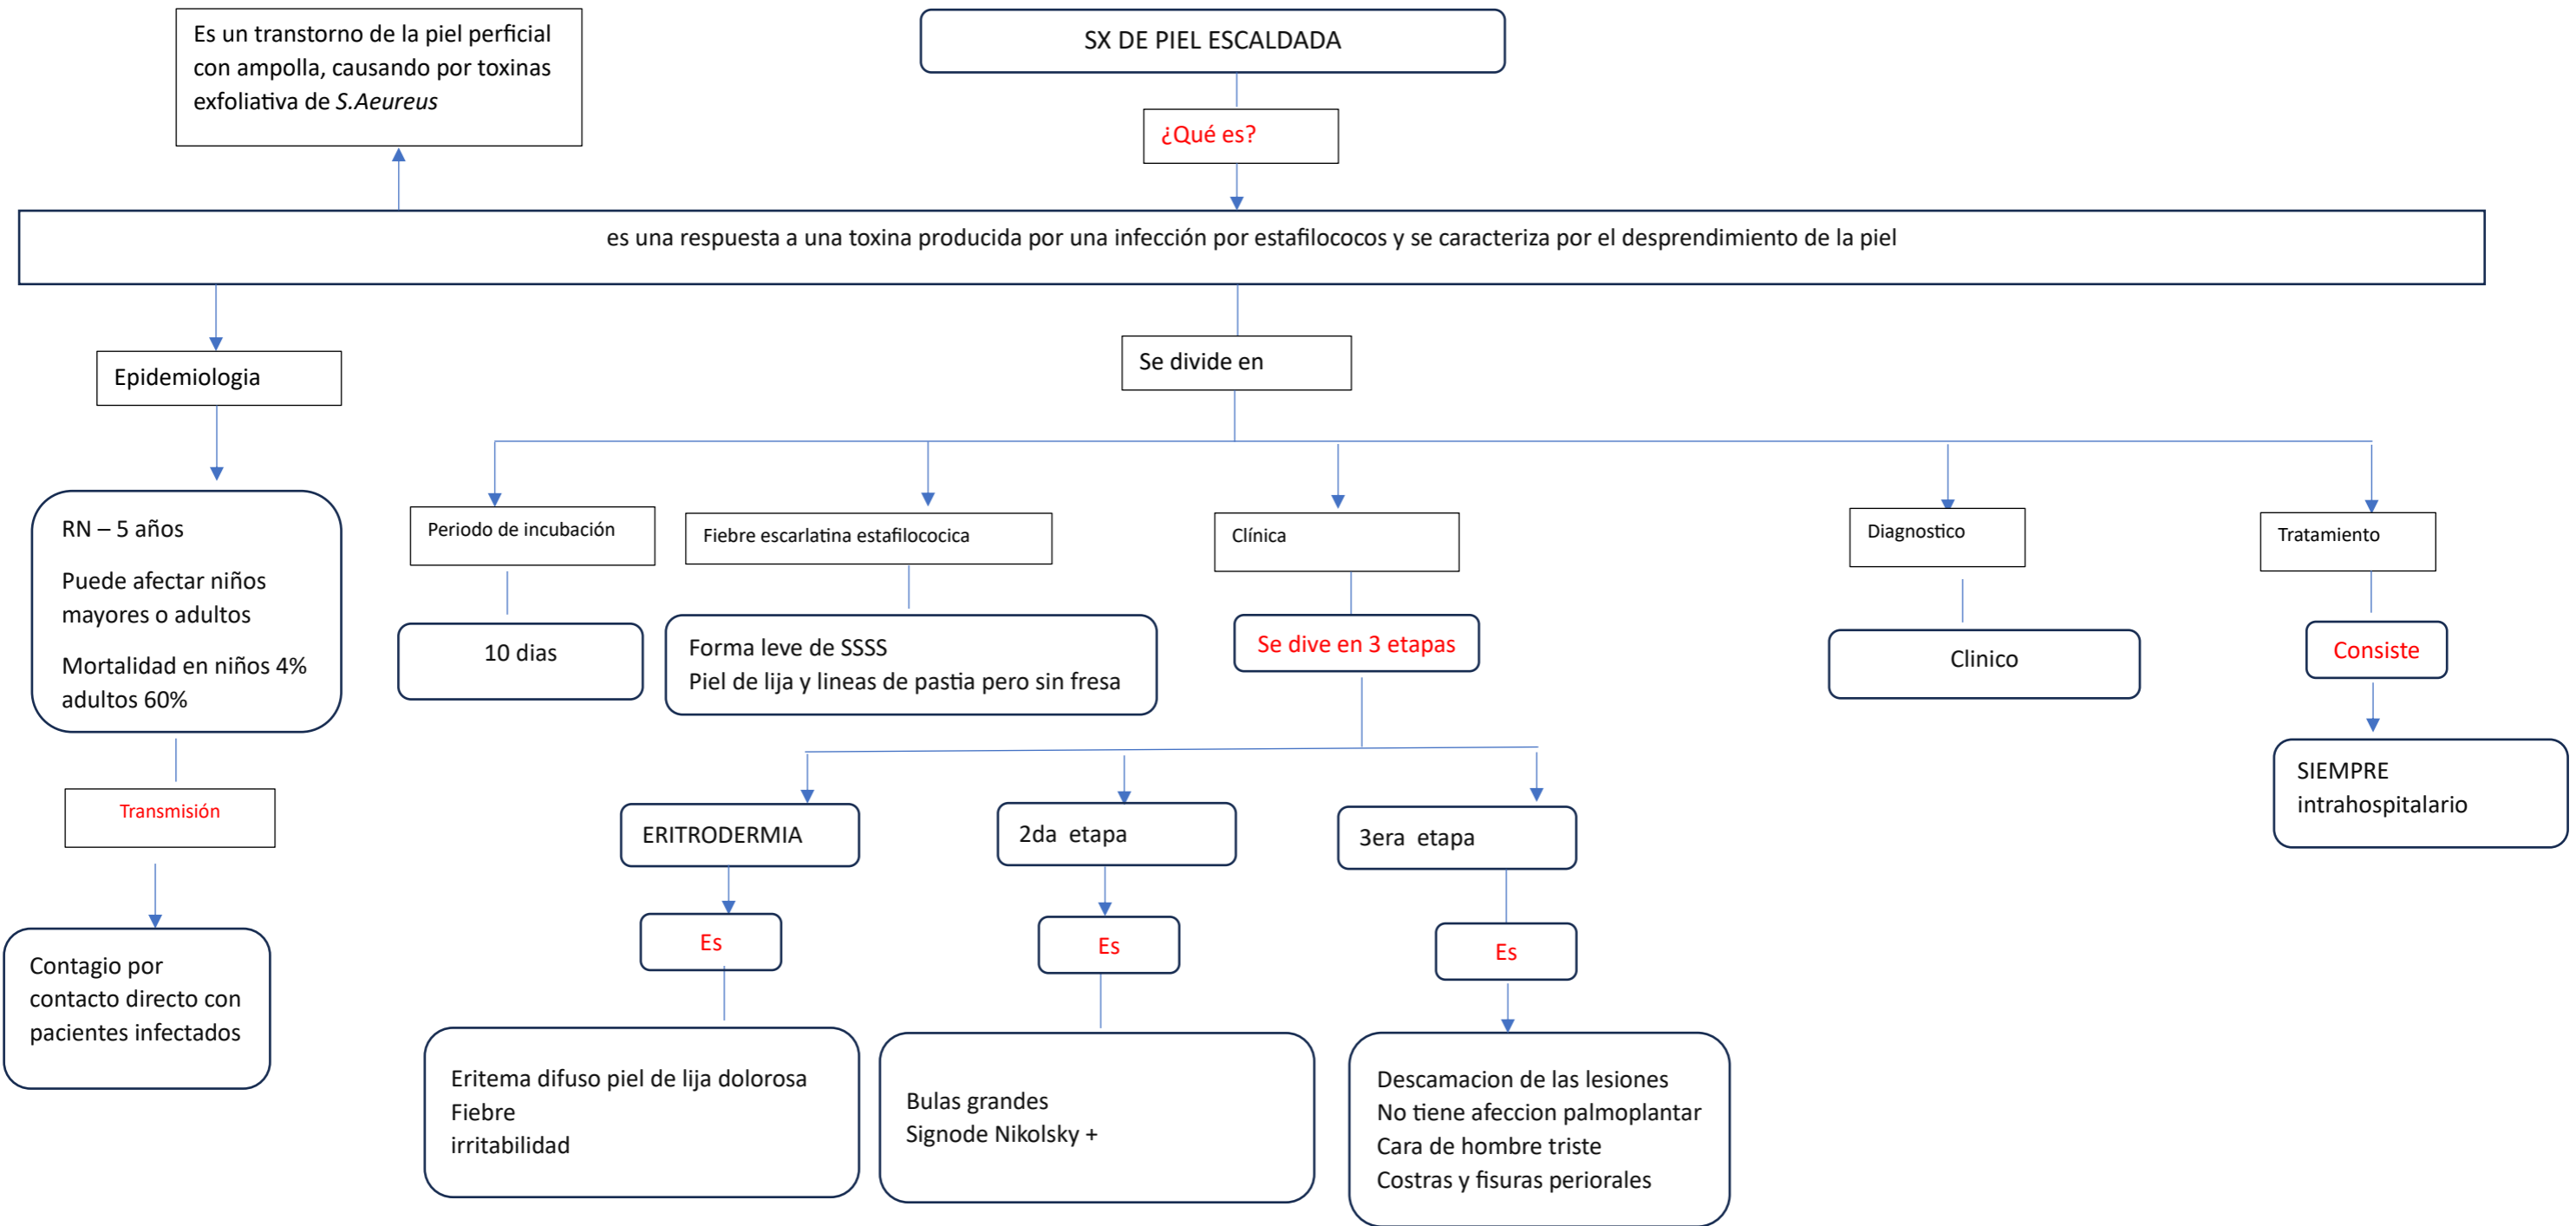 SX DE PIEL ESCALDADA
Es un transtorno de la piel perficial
con ampolla, causando por toxinas
exfoliativa de S.Aeureus
¿Qué es?
es una respuesta a una toxina producida por una infección por estafilococos y se caracteriza por el desprendimiento de la piel
Epidemiologia
Se divide en
RN – 5 años
Puede afectar niños
mayores o adultos
Mortalidad en niños 4%
adultos 60%
Transmisión
Contagio por
contacto directo con
pacientes infectados
Periodo de incubación
10 dias
Fiebre escarlatina estafilococica
Forma leve de SSSS
Piel de lija y lineas de pastia pero sin fresa
Clínica
Se dive en 3 etapas
ERITRODERMIA
Es
Eritema difuso piel de lija dolorosa
Fiebre
irritabilidad
2da etapa
Es
Bulas grandes
Signode Nikolsky +
3era etapa
Es
Descamacion de las lesiones
No tiene afeccion palmoplantar
Cara de hombre triste
Costras y fisuras periorales
Diagnostico
Clinico
Tratamiento
Consiste
SIEMPRE
intrahospitalario